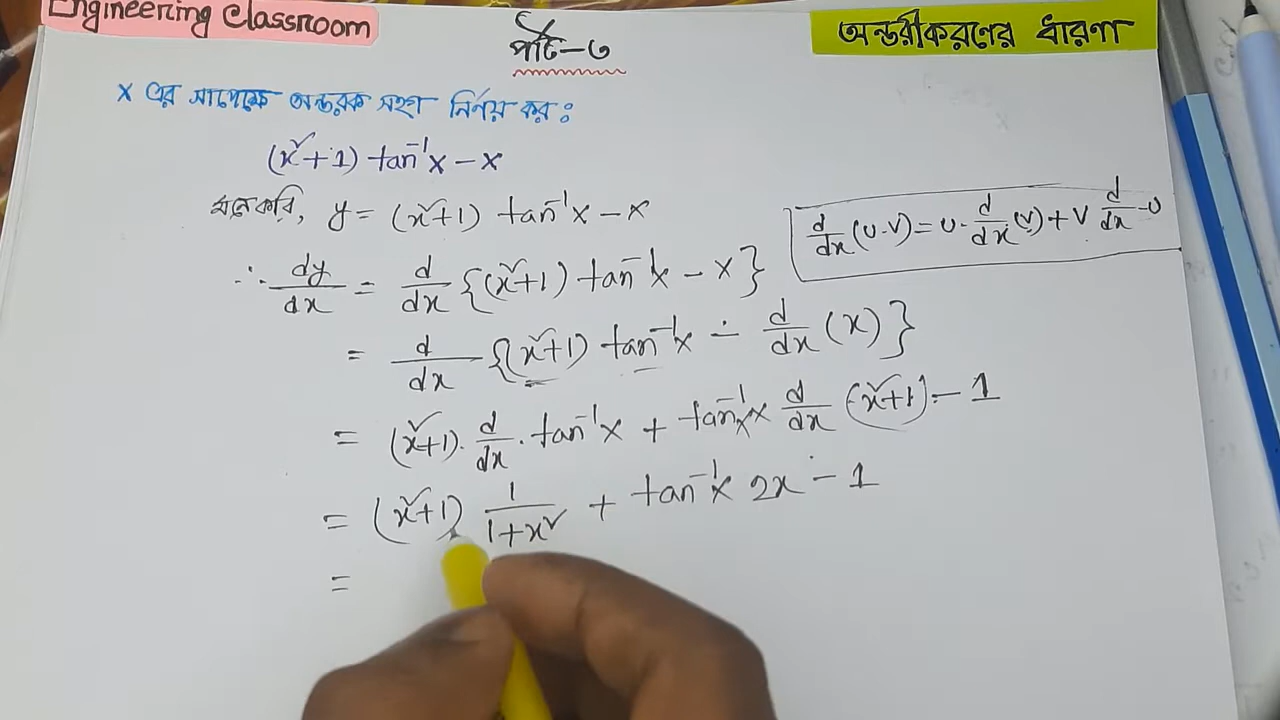 Engineering Classroom
পার্ট-৩
অন্তরীকরণের ধারণা
x এর সাপেক্ষে অন্তরক সহগ নির্ণয় কর:
(x²+1) tan⁻¹x - x
মনেকরি, y = (x²+1) tan⁻¹x - x
d/dx (U·V) = U· d/dx (V) + V d/dx U
∴ dy/dx = d/dx {(x²+1) tan⁻¹x - x}
= d/dx {(x²+1) tan⁻¹x - d/dx (x)}
= (x²+1)· d/dx · tan⁻¹x + tan⁻¹x d/dx (x²+1) - 1
= (x²+1) 1/1+x² + tan⁻¹x 2x - 1
=